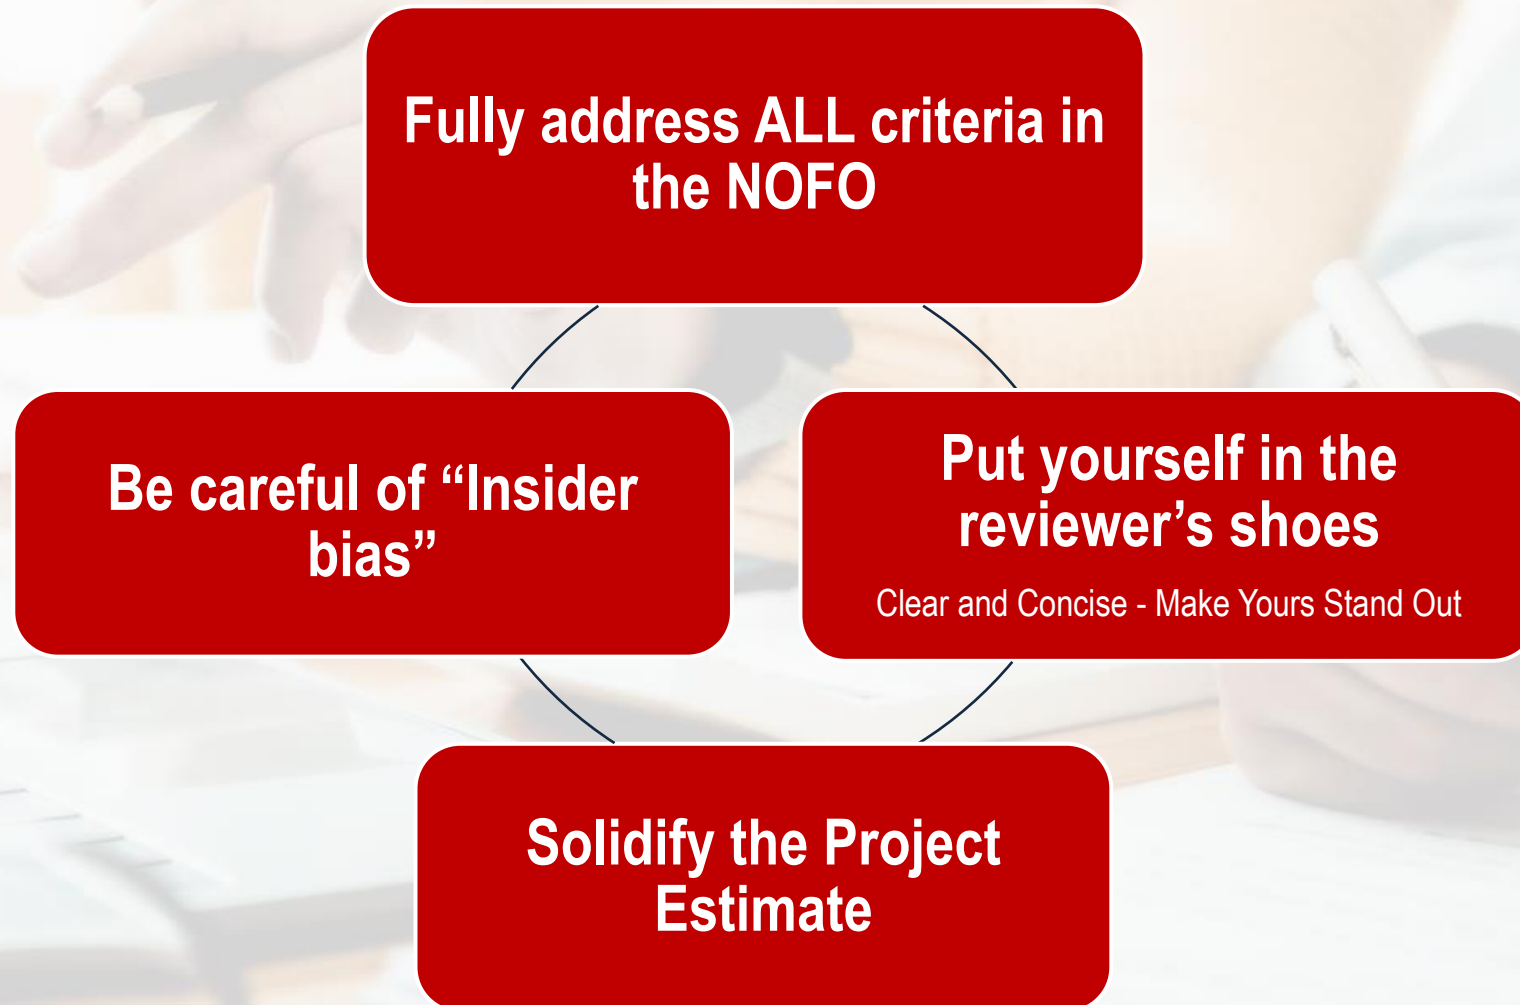 Fully address ALL criteria in
the NOFO
Be careful of “Insider
bias”
Put yourself in the
reviewer’s shoes
Clear and Concise - Make Yours Stand Out
Solidify the Project
Estimate